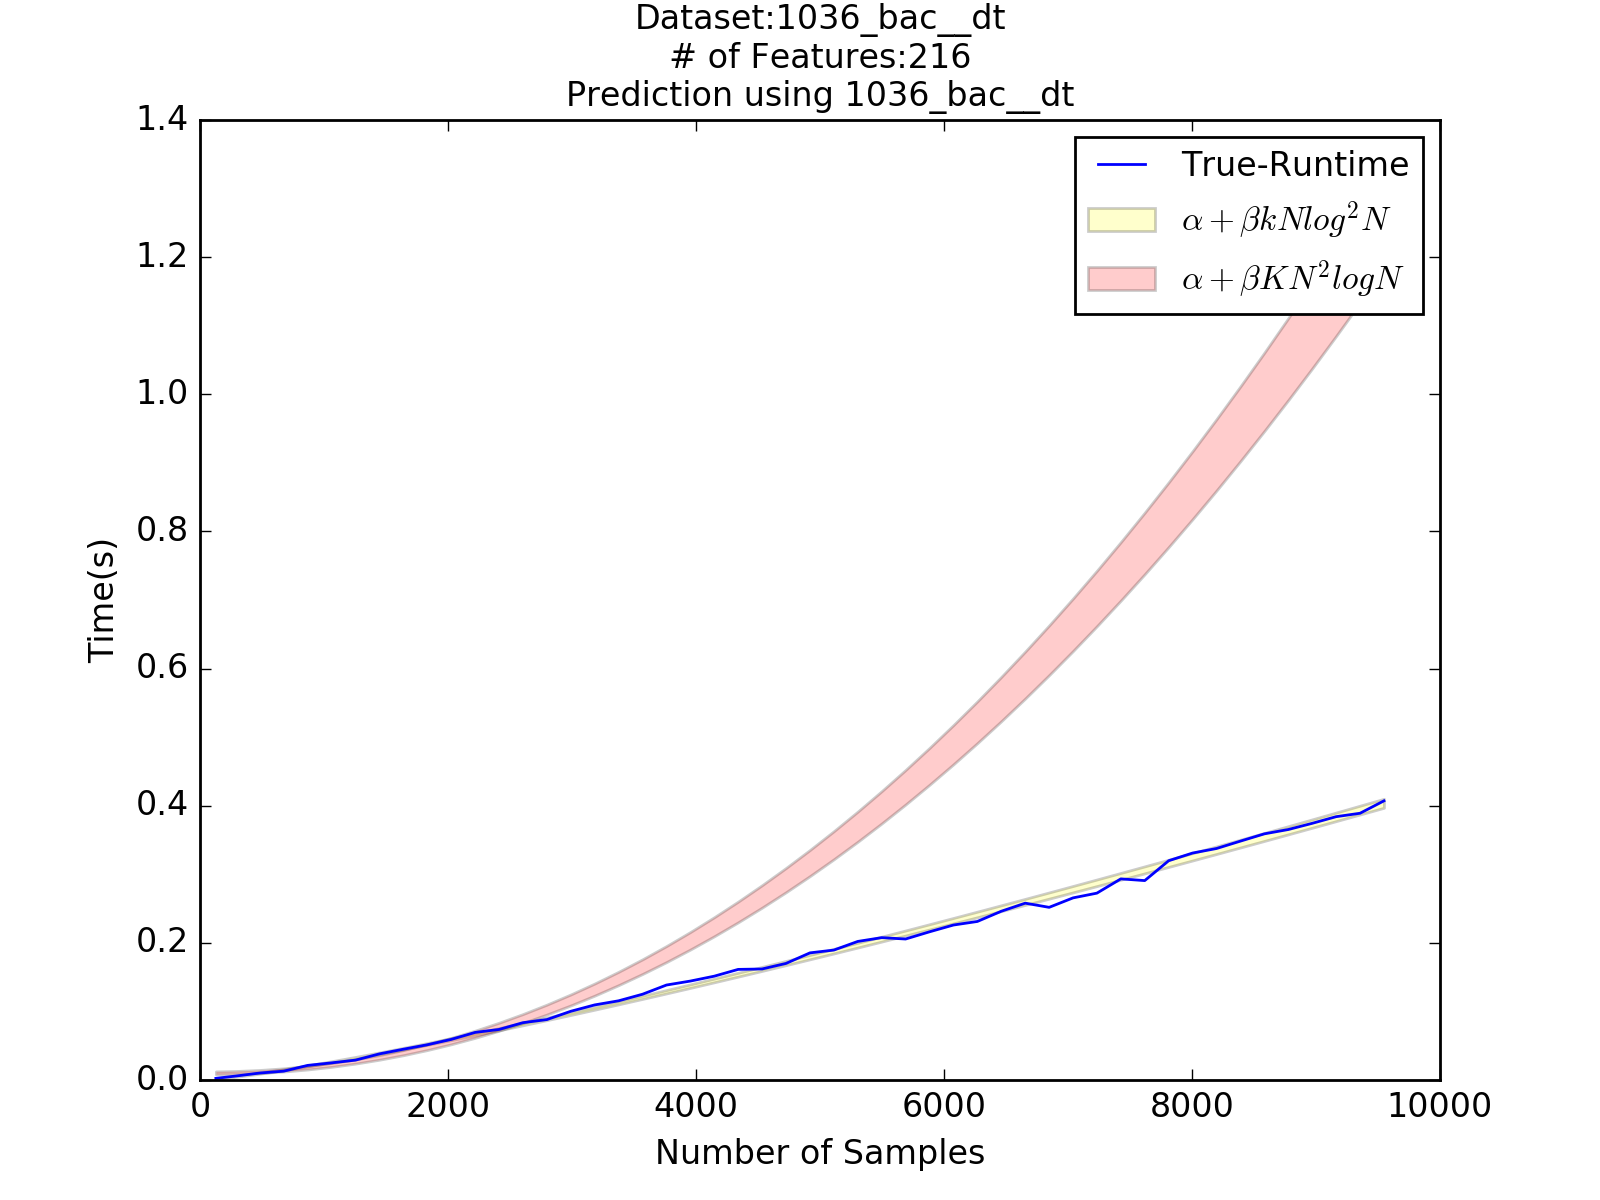 Dataset:1036_bac__dt
# of Features:216
Prediction using 1036_bac__dt
1.4
1.2
1.0
0.8
0.6
0.4
0.2
0.0
Time(s)
True-Runtime
α + βkNlog²N
α + βKN²logN
0 2000 4000 6000 8000 10000
Number of Samples